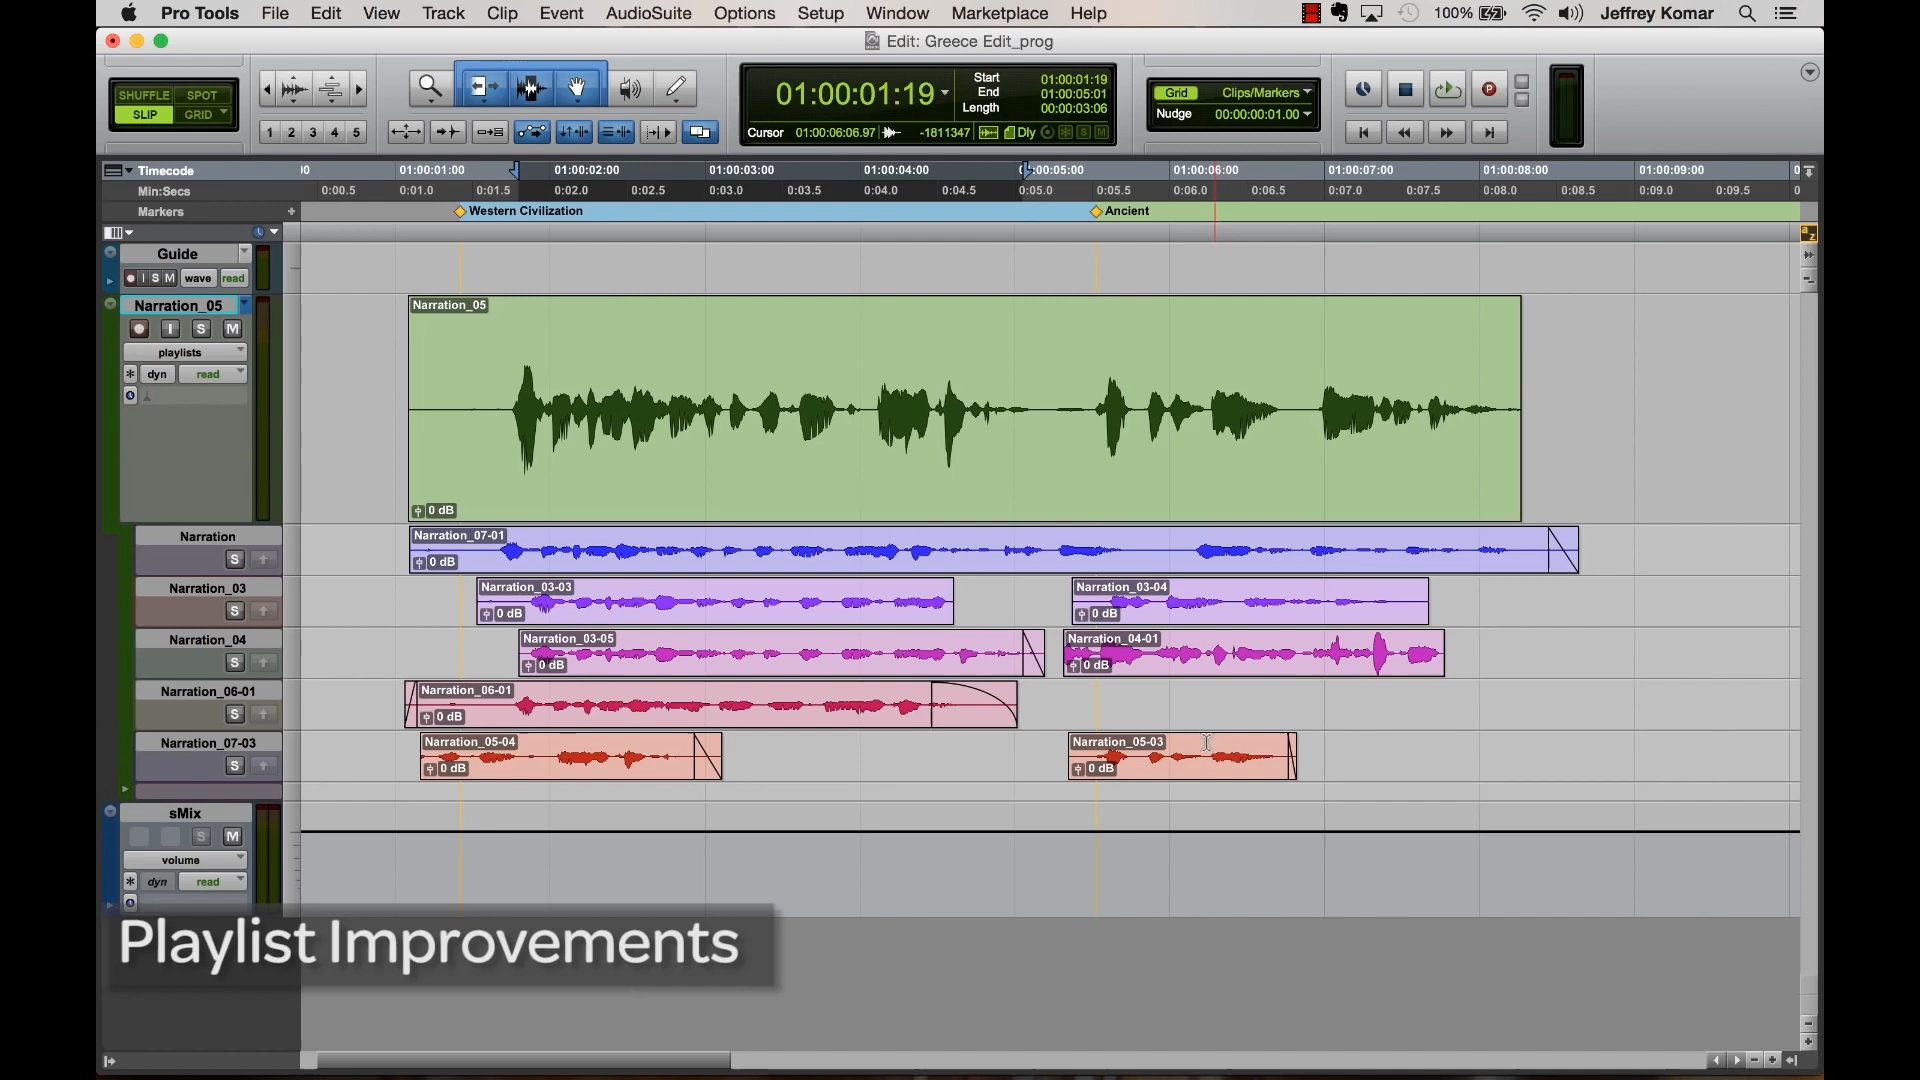 Pro Tools File Edit View Track Clip Event AudioSuite Options Setup Window Marketplace Help 100% Jeffrey Komar
Edit: Greece Edit_prog
SHUFFLE SPOT
SLIP GRID
1 2 3 4 5
01:00:01:19
Start 01:00:01:19
End 01:00:05:01
Length 00:00:03:06
Cursor 01:00:06:06.97 -1811347 Dly S M
Grid Clips/Markers
Nudge 00:00:00:01.00
P
Timecode 01:00:01:00 01:00:02:00 01:00:03:00 01:00:04:00 01:00:05:00 01:00:06:00 01:00:07:00 01:00:08:00 01:00:09:00
Min:Secs 0:00.5 0:01.0 0:01.5 0:02.0 0:02.5 0:03.0 0:03.5 0:04.0 0:04.5 0:05.0 0:05.5 0:06.0 0:06.5 0:07.0 0:07.5 0:08.0 0:08.5 0:09.0 0:09.5
Markers + Western Civilization Ancient
a z
Guide
I S M wave read
Narration_05
I S M
playlists
dyn read
Narration_05
0 dB
Narration
S
Narration_07-01
0 dB
Narration_03
S
Narration_03-03
0 dB
Narration_03-04
0 dB
Narration_04
S
Narration_03-05
0 dB
Narration_04-01
0 dB
Narration_06-01
S
Narration_06-01
0 dB
Narration_07-03
S
Narration_05-04
0 dB
Narration_05-03
0 dB
sMix
S M
volume
dyn read
Playlist Improvements